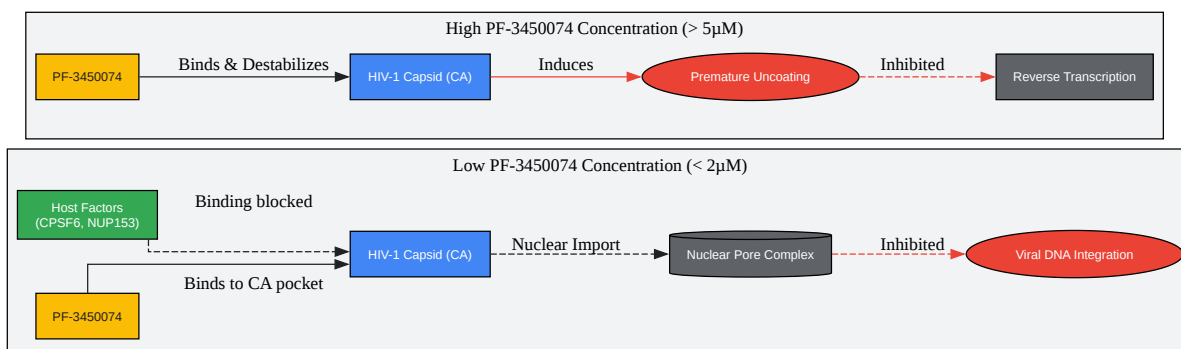 High PF-3450074 Concentration (> 5µM)
PF-3450074
Binds & Destabilizes
HIV-1 Capsid (CA)
Induces
Premature Uncoating
Inhibited
Reverse Transcription
Low PF-3450074 Concentration (< 2µM)
Host Factors
(CPSF6, NUP153)
Binding blocked
HIV-1 Capsid (CA)
Nuclear Import
Nuclear Pore Complex
Inhibited
Viral DNA Integration
Binds to CA pocket
PF-3450074